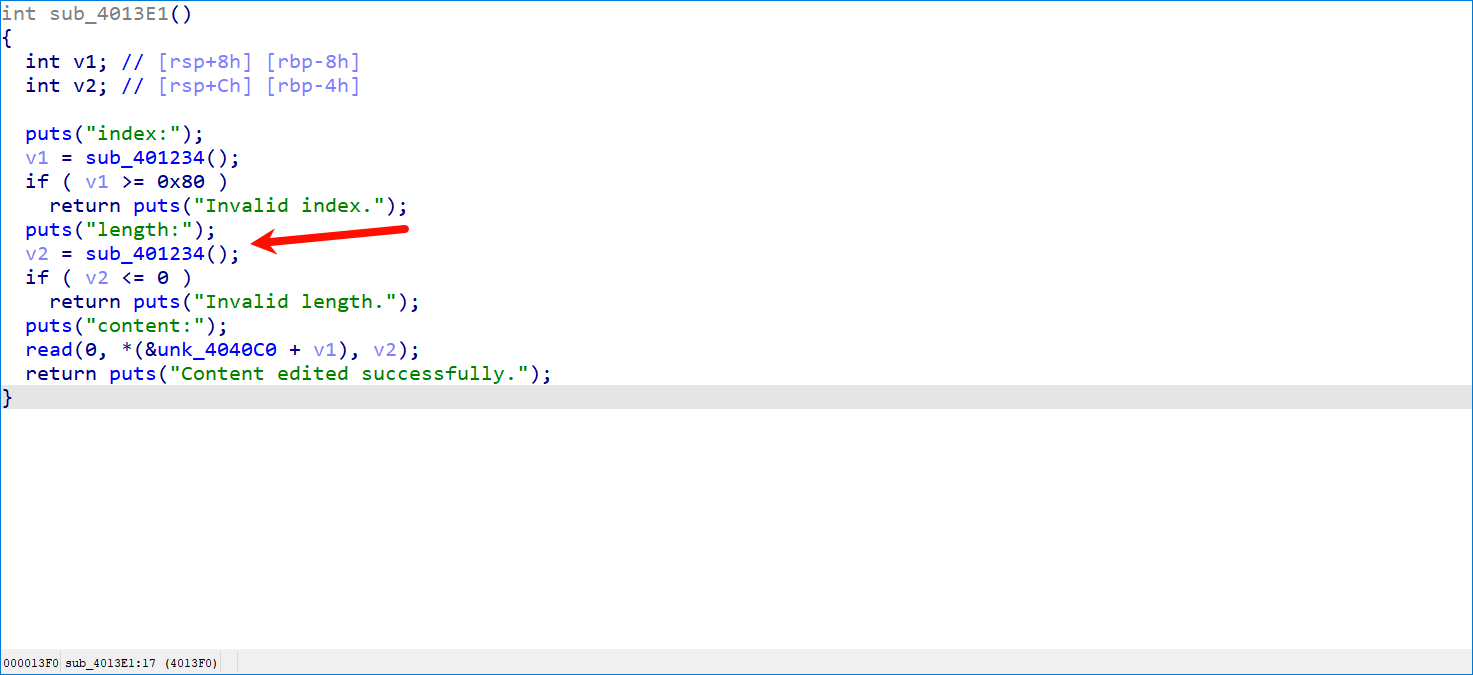 int sub_4013E1()
{
  int v1; // [rsp+8h] [rbp-8h]
  int v2; // [rsp+Ch] [rbp-4h]

  puts("index:");
  v1 = sub_401234();
  if ( v1 >= 0x80 )
    return puts("Invalid index.");
  puts("length:");
  v2 = sub_401234();
  if ( v2 <= 0 )
    return puts("Invalid length.");
  puts("content:");
  read(0, *(&unk_4040C0 + v1), v2);
  return puts("Content edited successfully.");
}
000013F0 sub_4013E1:17 (4013F0)